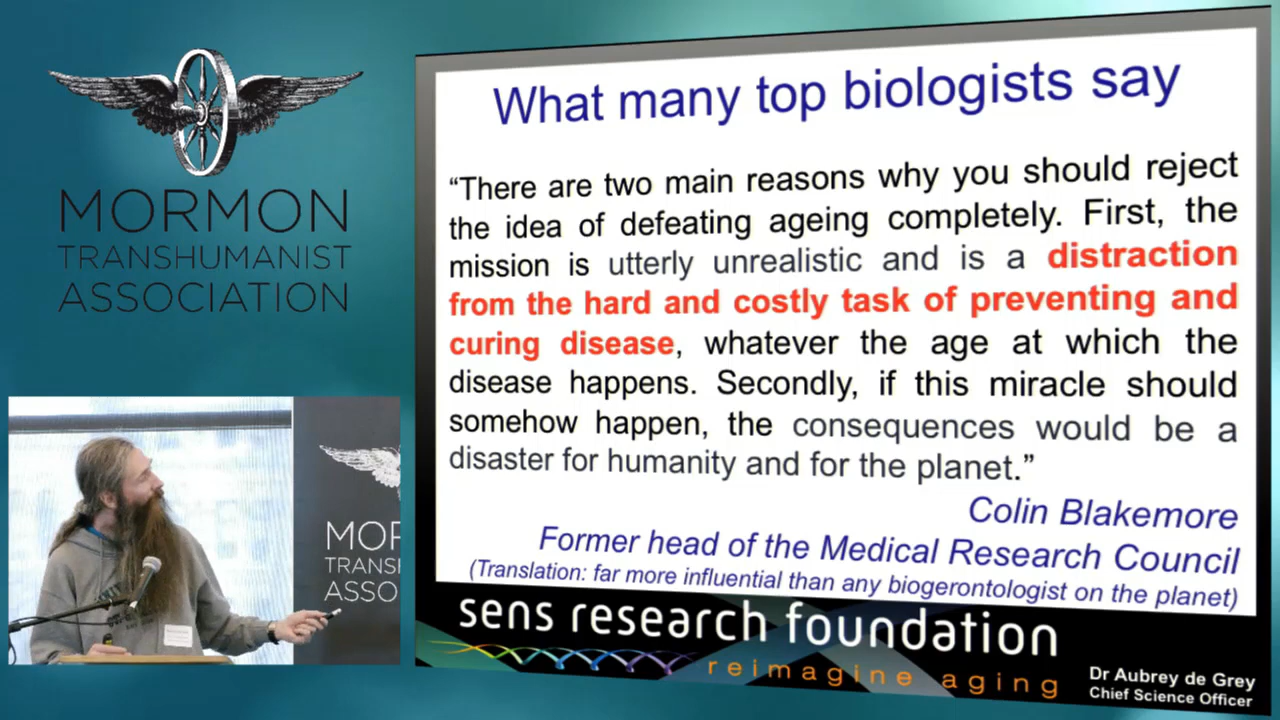 MORMON
TRANSHUMANIST
ASSOCIATION
What many top biologists say
“There are two main reasons why you should reject
the idea of defeating ageing completely. First, the
mission is utterly unrealistic and is a distraction
from the hard and costly task of preventing and
curing disease, whatever the age at which the
disease happens. Secondly, if this miracle should
somehow happen, the consequences would be a
disaster for humanity and for the planet.”
Colin Blakemore
Former head of the Medical Research Council
(Translation: far more influential than any biogerontologist on the planet)
sens research foundation
reimagine aging
Dr Aubrey de Grey
Chief Science Officer
MOR
TRANS
ASSO